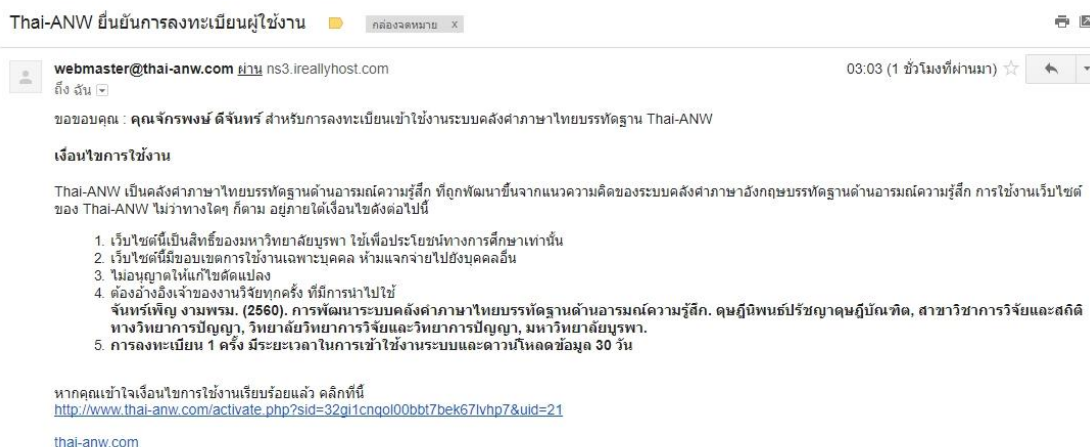 Thai-ANW ยืนยันการลงทะเบียนผู้ใช้งาน กล่องจดหมาย x
webmaster@thai-anw.com ผ่าน ns3.ireallyhost.com 03:03 (1 ชั่วโมงที่ผ่านมา)
ถึง ฉัน
ขอขอบคุณ : คุณจักรพงษ์ ดีจันทร์ สำหรับการลงทะเบียนเข้าใช้งานระบบคลังคำภาษาไทยบรรทัดฐาน Thai-ANW
เงื่อนไขการใช้งาน
Thai-ANW เป็นคลังคำภาษาไทยบรรทัดฐานด้านอารมณ์ความรู้สึก ที่ถูกพัฒนาขึ้นจากแนวความคิดของระบบคลังคำภาษาอังกฤษบรรทัดฐานด้านอารมณ์ความรู้สึก การใช้งานเว็บไซต์
ของ Thai-ANW ไม่ว่าทางใดๆ ก็ตาม อยู่ภายใต้เงื่อนไขดังต่อไปนี้
1. เว็บไซต์นี้เป็นสิทธิ์ของมหาวิทยาลัยบูรพา ใช้เพื่อประโยชน์ทางการศึกษาเท่านั้น
2. เว็บไซต์นี้มีขอบเขตการใช้งานเฉพาะบุคคล ห้ามแจกจ่ายไปยังบุคคลอื่น
3. ไม่อนุญาตให้แก้ไขดัดแปลง
4. ต้องอ้างอิงเจ้าของงานวิจัยทุกครั้ง ที่มีการนำไปใช้
จันทร์เพ็ญ งามพรม. (2560). การพัฒนาระบบคลังคำภาษาไทยบรรทัดฐานด้านอารมณ์ความรู้สึก. ดุษฎีนิพนธ์ปรัชญาดุษฎีบัณฑิต, สาขาวิชาการวิจัยและสถิติ
ทางวิทยาการปัญญา, วิทยาลัยวิทยาการวิจัยและวิทยาการปัญญา, มหาวิทยาลัยบูรพา.
5. การลงทะเบียน 1 ครั้ง มีระยะเวลาในการเข้าใช้งานระบบและดาวน์โหลดข้อมูล 30 วัน
หากคุณเข้าใจเงื่อนไขการใช้งานเรียบร้อยแล้ว คลิกที่นี่
http://www.thai-anw.com/activate.php?sid=32gi1cnqol00bbt7bek67lvhp7&uid=21
thai-anw.com